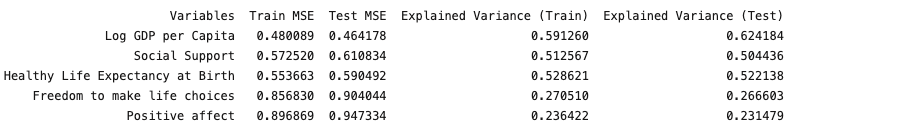 Variables Train MSE Test MSE Explained Variance (Train) Explained Variance (Test)
Log GDP per Capita 0.480089 0.464178 0.591260 0.624184
Social Support 0.572520 0.610834 0.512567 0.504436
Healthy Life Expectancy at Birth 0.553663 0.590492 0.528621 0.522138
Freedom to make life choices 0.856830 0.904044 0.270510 0.266603
Positive affect 0.896869 0.947334 0.236422 0.231479